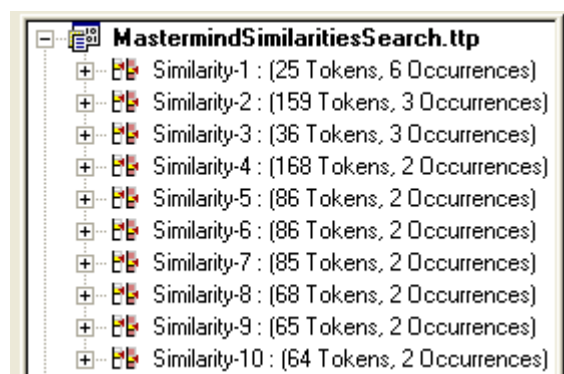 MastermindSimilaritiesSearch.ttp
Similarity-1 : (25 Tokens, 6 Occurrences)
Similarity-2 : (159 Tokens, 3 Occurrences)
Similarity-3 : (36 Tokens, 3 Occurrences)
Similarity-4 : (168 Tokens, 2 Occurrences)
Similarity-5 : (86 Tokens, 2 Occurrences)
Similarity-6 : (86 Tokens, 2 Occurrences)
Similarity-7 : (85 Tokens, 2 Occurrences)
Similarity-8 : (68 Tokens, 2 Occurrences)
Similarity-9 : (65 Tokens, 2 Occurrences)
Similarity-10 : (64 Tokens, 2 Occurrences)